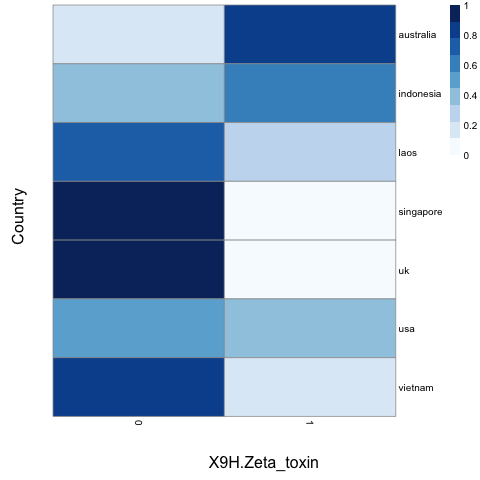 1
australia
0.8
indonesia
0.6
0.4
laos
0.2
0
Country
singapore
uk
usa
vietnam
0
1
X9H.Zeta_toxin